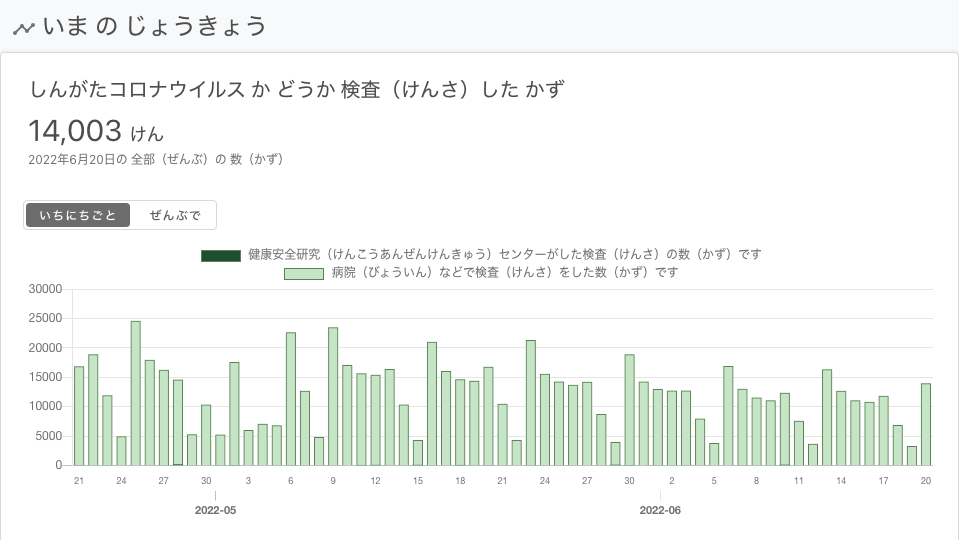 いま の じょうきょう
しんがたコロナウイルス か どうか 検査（けんさ）した かず
14,003 けん
2022年6月20日の 全部（ぜんぶ）の 数（かず）
いちにちごと ぜんぶで
健康安全研究（けんこうあんぜんけんきゅう）センターがした検査（けんさ）の数（かず）です
病院（びょういん）などで検査（けんさ）をした数（かず）です
30000
25000
20000
15000
10000
5000
0
21 24 27 30 3 6 9 12 15 18 21 24 27 30 2 5 8 11 14 17 20
2022-05 2022-06